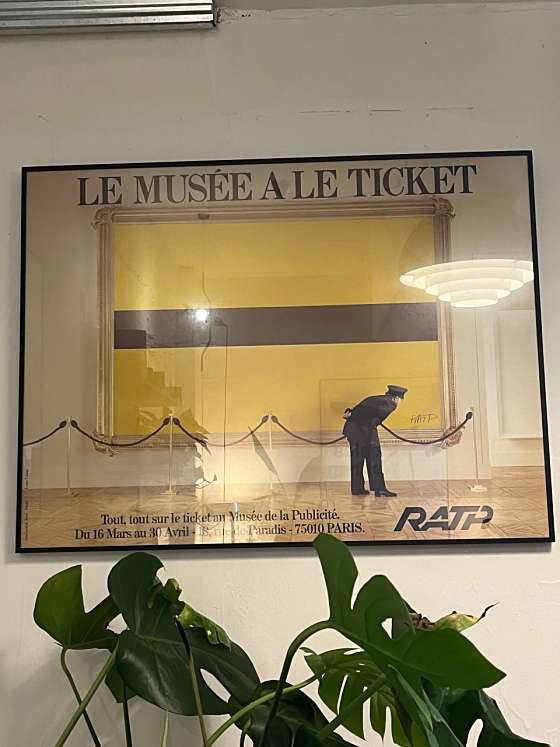 LE MUSÉE A LE TICKET
RATP
Tout, tout sur le ticket au Musée de la Publicité.
Du 16 Mars au 30 Avril - 18, rue de Paradis - 75010 PARIS.
RATP